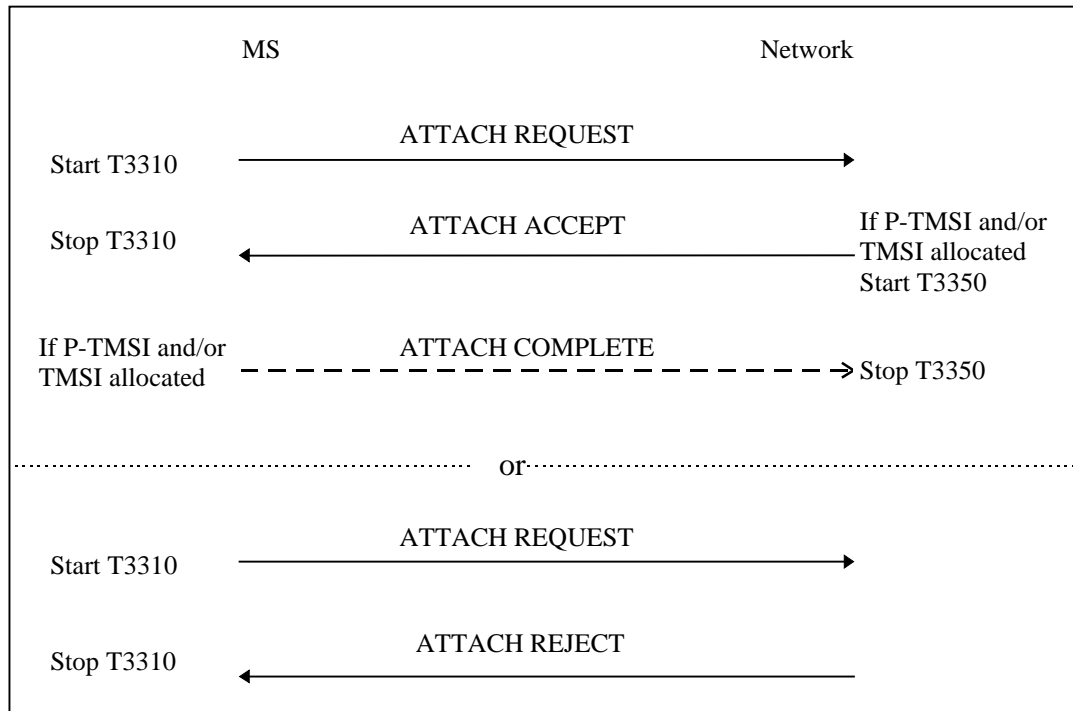 MS
Network
ATTACH REQUEST
Start T3310
ATTACH ACCEPT
Stop T3310
If P-TMSI and/or
TMSI allocated
Start T3350
If P-TMSI and/or
TMSI allocated
ATTACH COMPLETE
Stop T3350
or
ATTACH REQUEST
Start T3310
ATTACH REJECT
Stop T3310